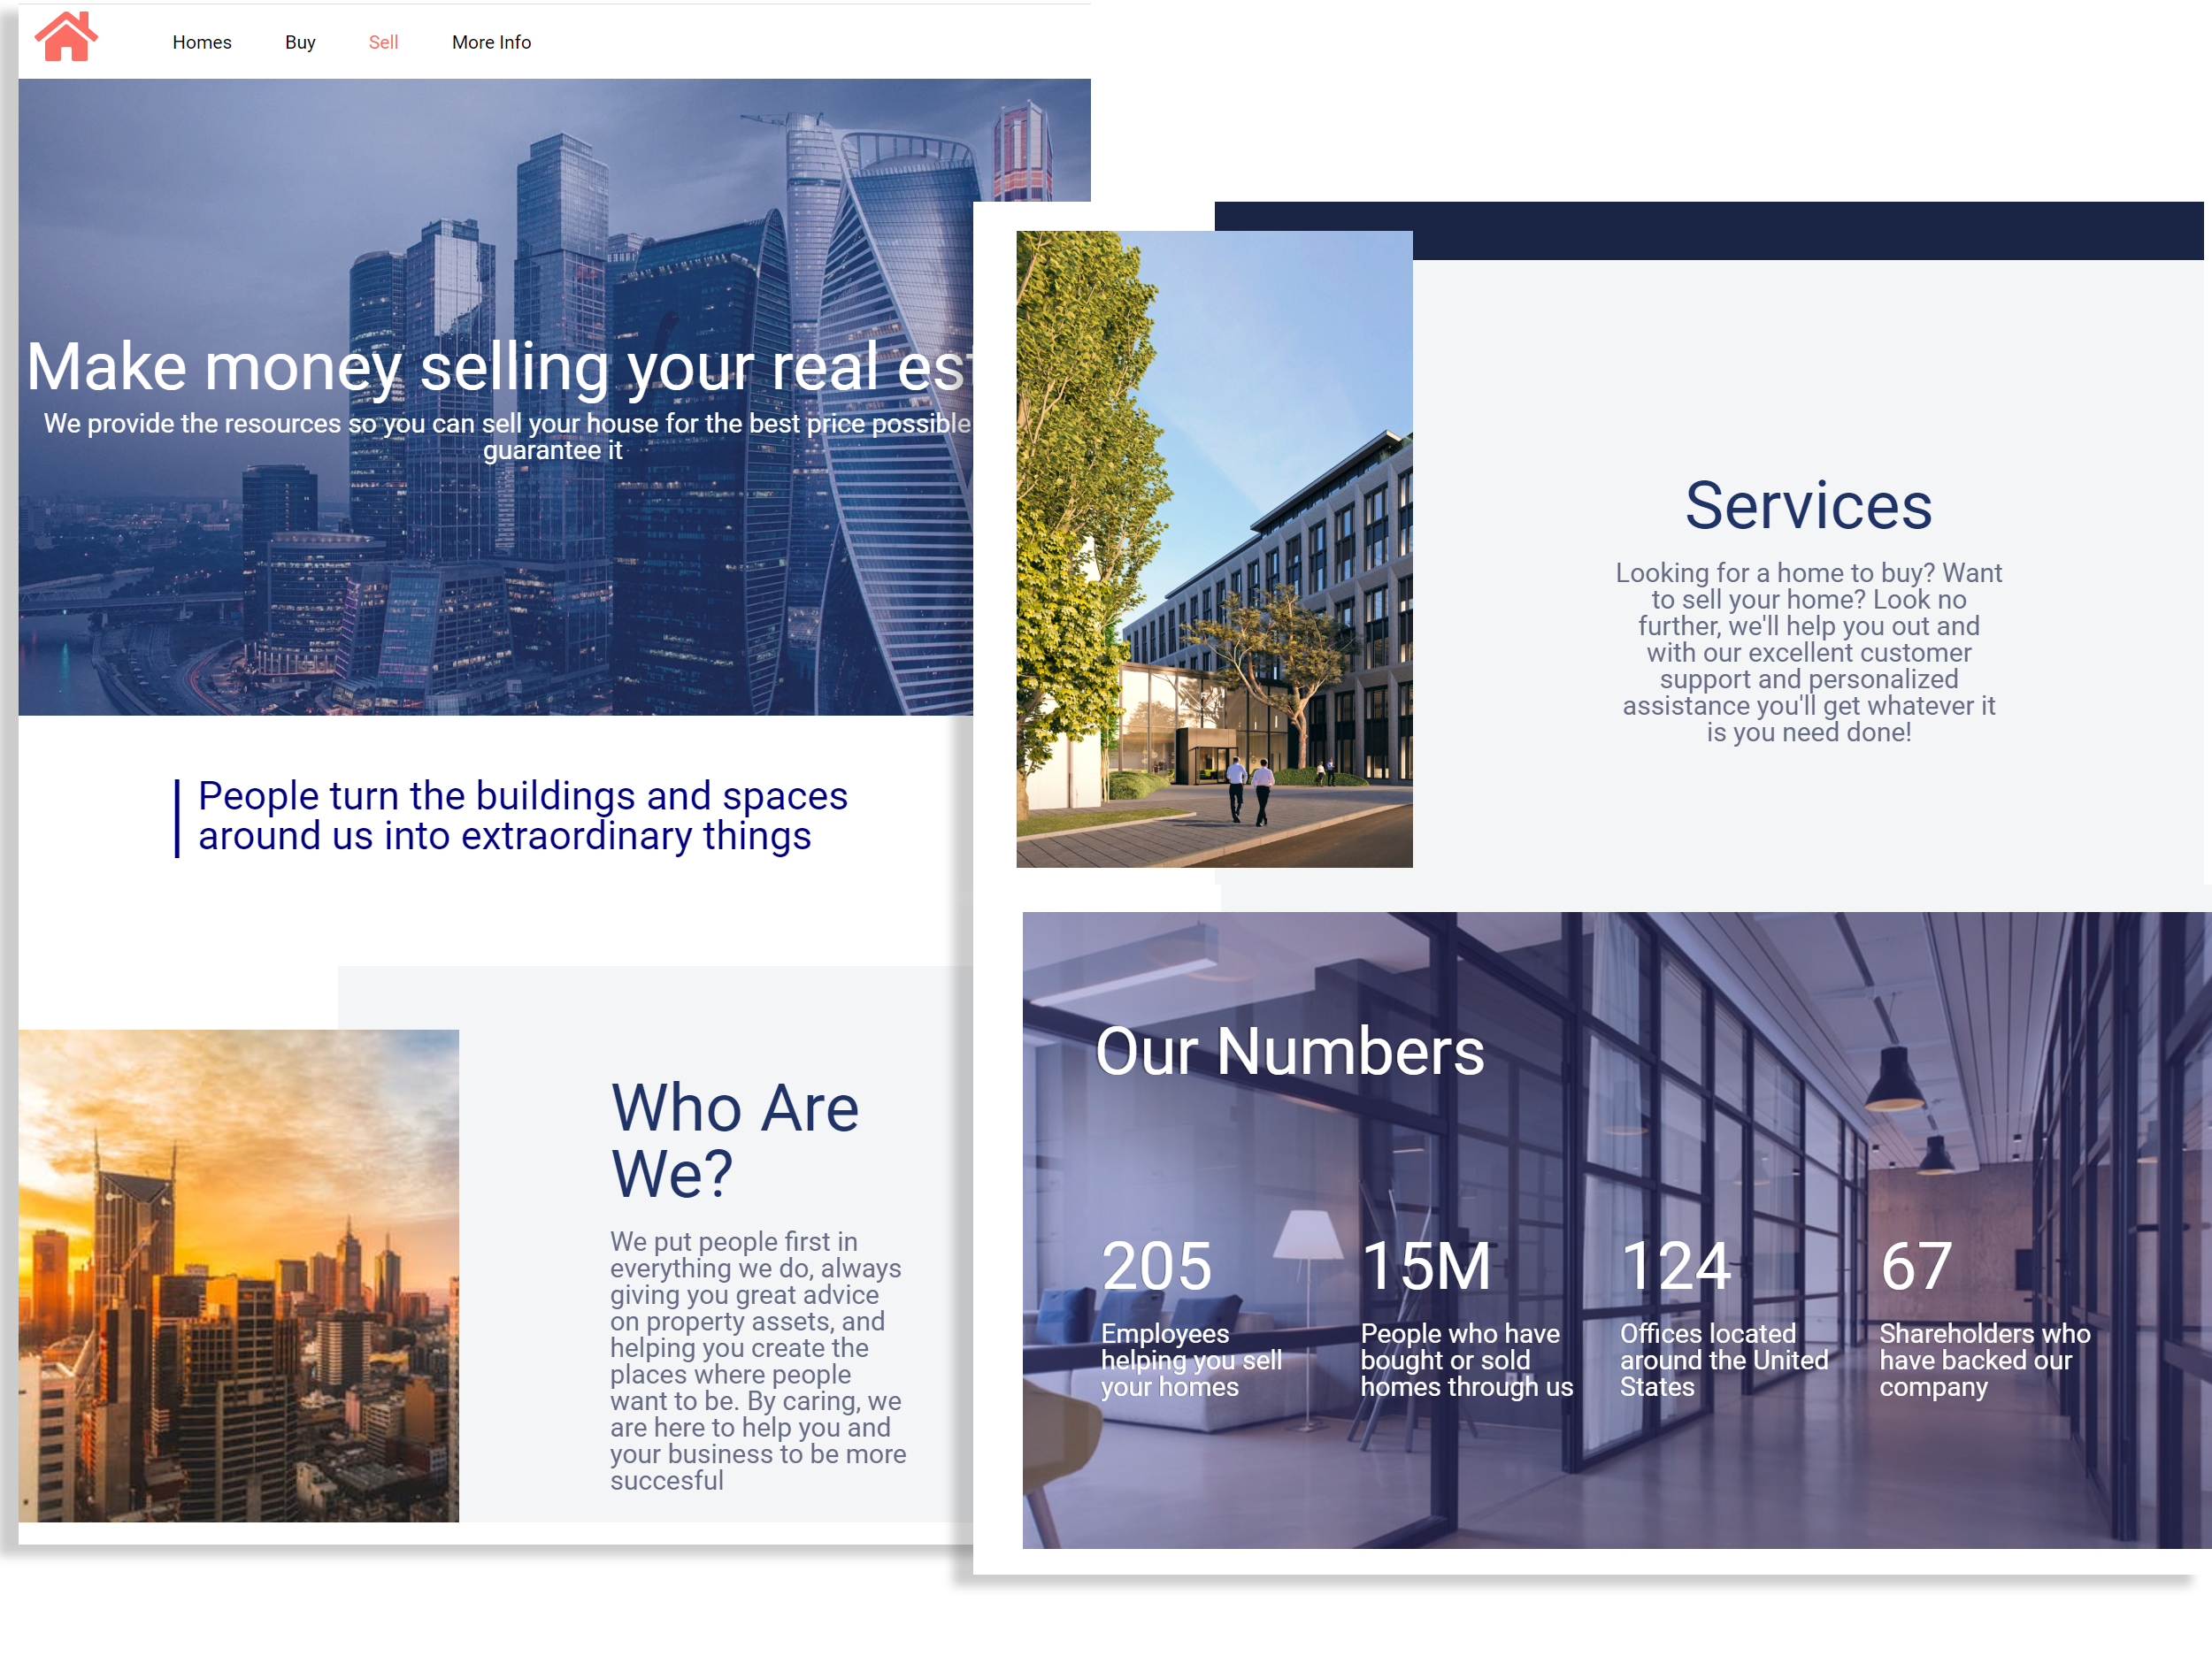 Homes Buy Sell More Info
Make money selling your real
We provide the resources so you can sell your house for the best price possible
guarantee it
People turn the buildings and spaces
around us into extraordinary things
Who Are
We?
We put people first in
everything we do, always
giving you great advice
on property assets, and
helping you create the
places where people
want to be. By caring, we
are here to help you and
your business to be more
succesful
Services
Looking for a home to buy? Want
to sell your home? Look no
further, we'll help you out and
with our excellent customer
support and personalized
assistance you'll get whatever it
is you need done!
Our Numbers
205
Employees
helping you sell
your homes
15M
People who have
bought or sold
homes through us
124
Offices located
around the United
States
67
Shareholders who
have backed our
company